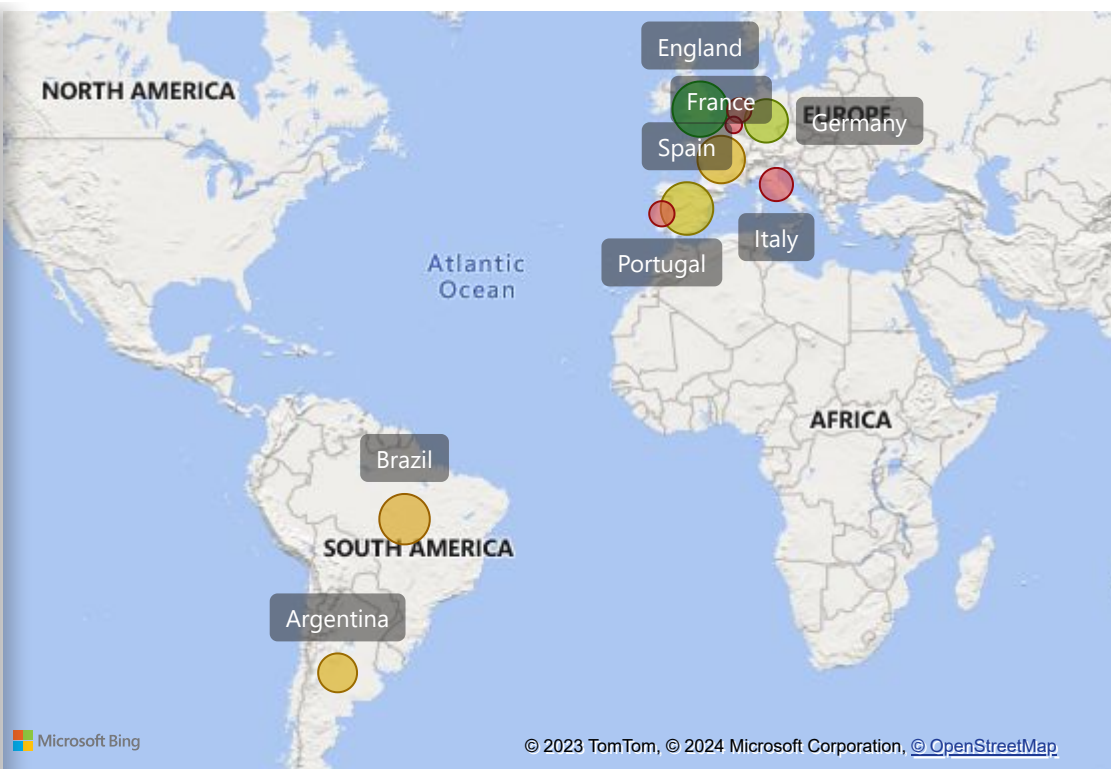 England
NORTH AMERICA
France
EUROPE
Germany
Spain
Italy
Portugal
Atlantic
Ocean
AFRICA
Brazil
SOUTH AMERICA
Argentina
Microsoft Bing
© 2023 TomTom, © 2024 Microsoft Corporation, © OpenStreetMap